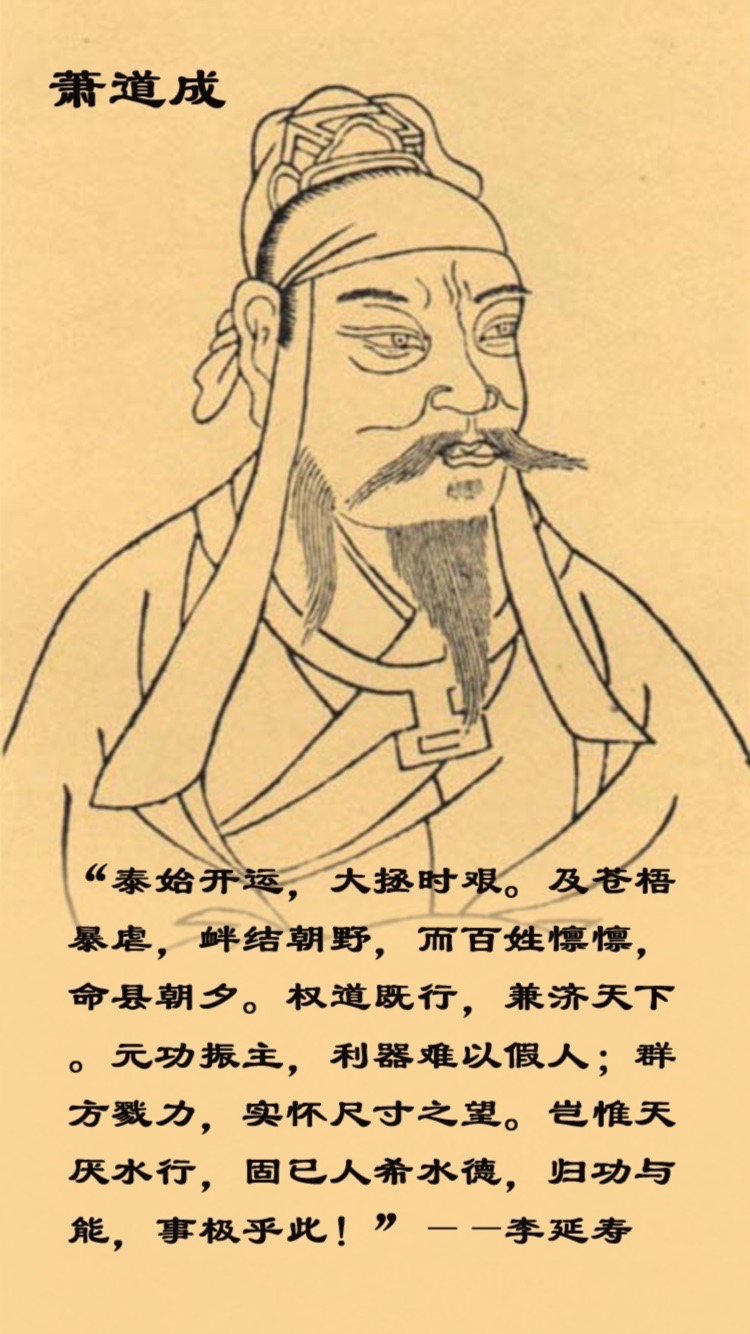 萧道成
“泰始开运，大拯时艰。及苍梧
暴虐，衅结朝野，而百姓懔懔，
命县朝夕。权道既行，兼济天下
。元功振主，利器难以假人；群
方戮力，实怀尺寸之望。岂惟天
厌水行，固已人希水德，归功与
能，事极乎此！”——李延寿